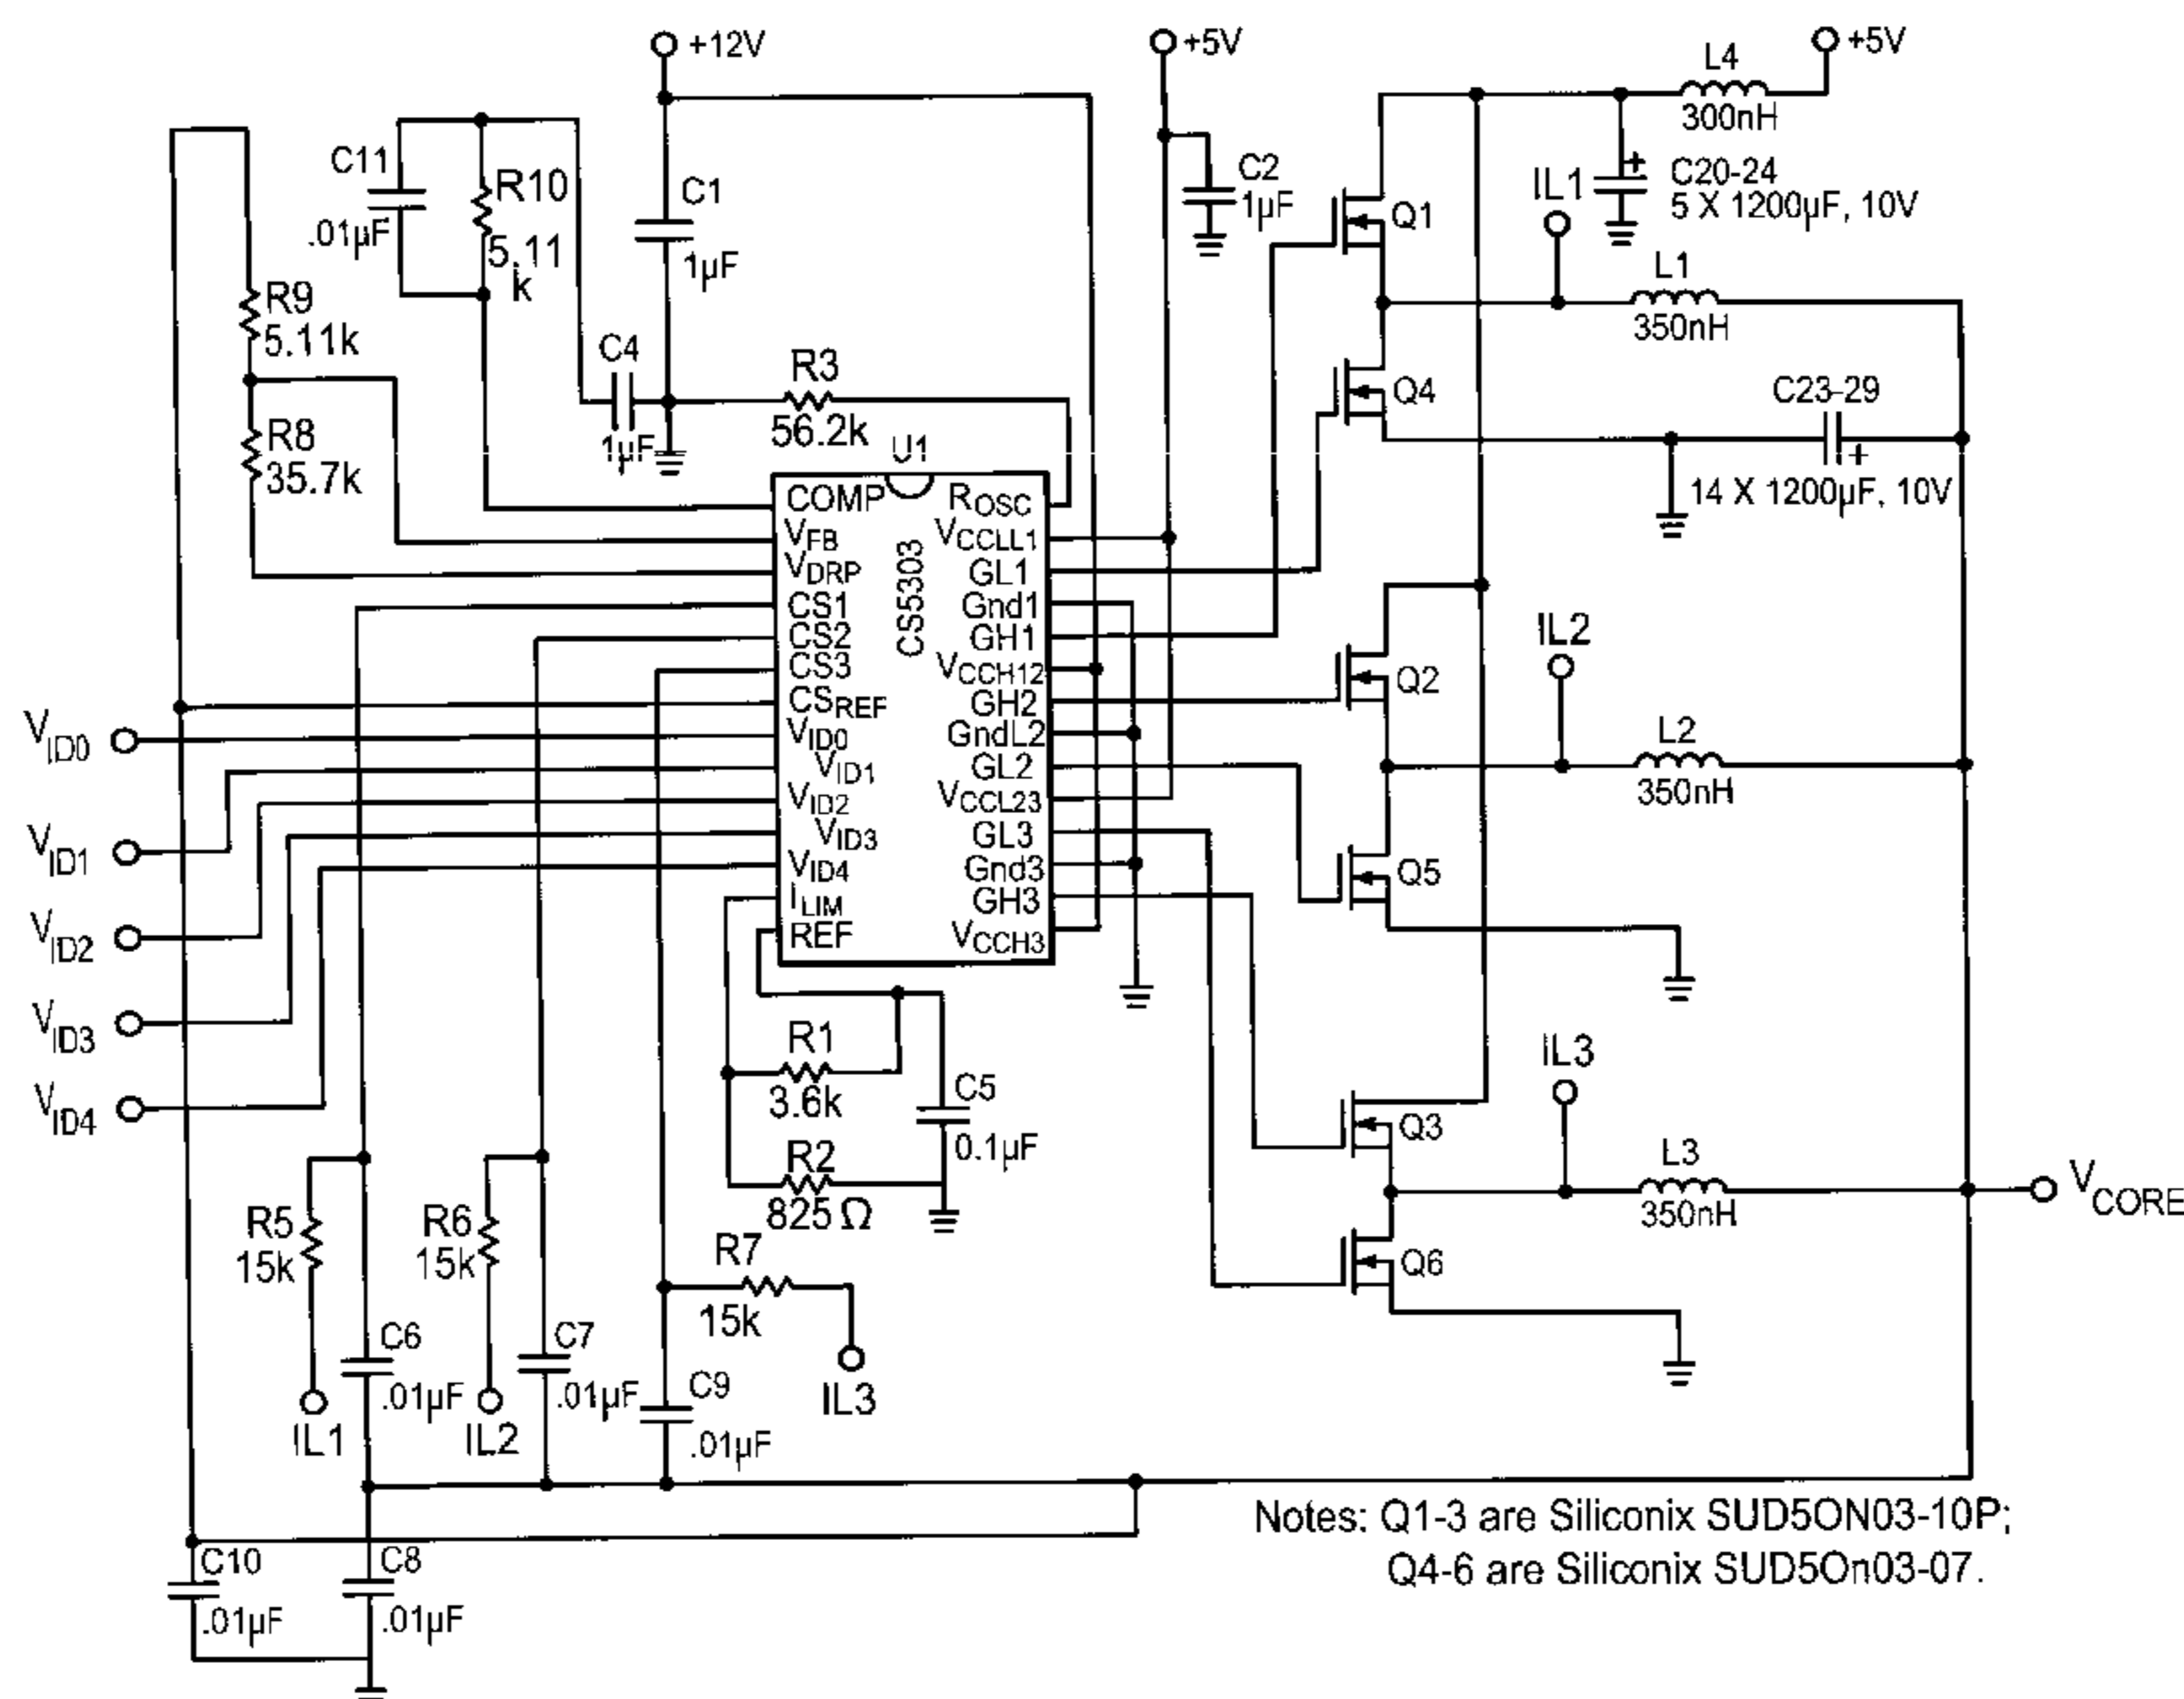 +12V
+5V
+5V
L4
300nH
C11
.01µF
R10
5.11
k
C1
1µF
C2
1µF
IL1
C20-24
5 X 1200µF, 10V
Q1
L1
350nH
R9
5.11k
C4
1µF
R3
56.2k
Q4
C23-29
14 X 1200µF, 10V
R8
35.7k
U1
CS5303
COMP
VFB
VDRP
CS1
CS2
CS3
CSREF
VID0
VID1
VID2
VID3
VID4
ILIM
REF
ROSC
VCCLL1
GL1
Gnd1
GH1
VCCH12
GH2
GndL2
GL2
VCCL23
GL3
Gnd3
GH3
VCCH3
IL2
Q2
L2
350nH
Q5
VID0
VID1
VID2
VID3
VID4
R1
3.6k
C5
0.1µF
R2
825 Ω
IL3
Q3
L3
350nH
VCORE
Q6
R5
15k
R6
15k
R7
15k
C6
.01µF
C7
.01µF
C9
.01µF
IL1
IL2
IL3
C10
.01µF
C8
.01µF
Notes: Q1-3 are Siliconix SUD5ON03-10P;
Q4-6 are Siliconix SUD5On03-07.